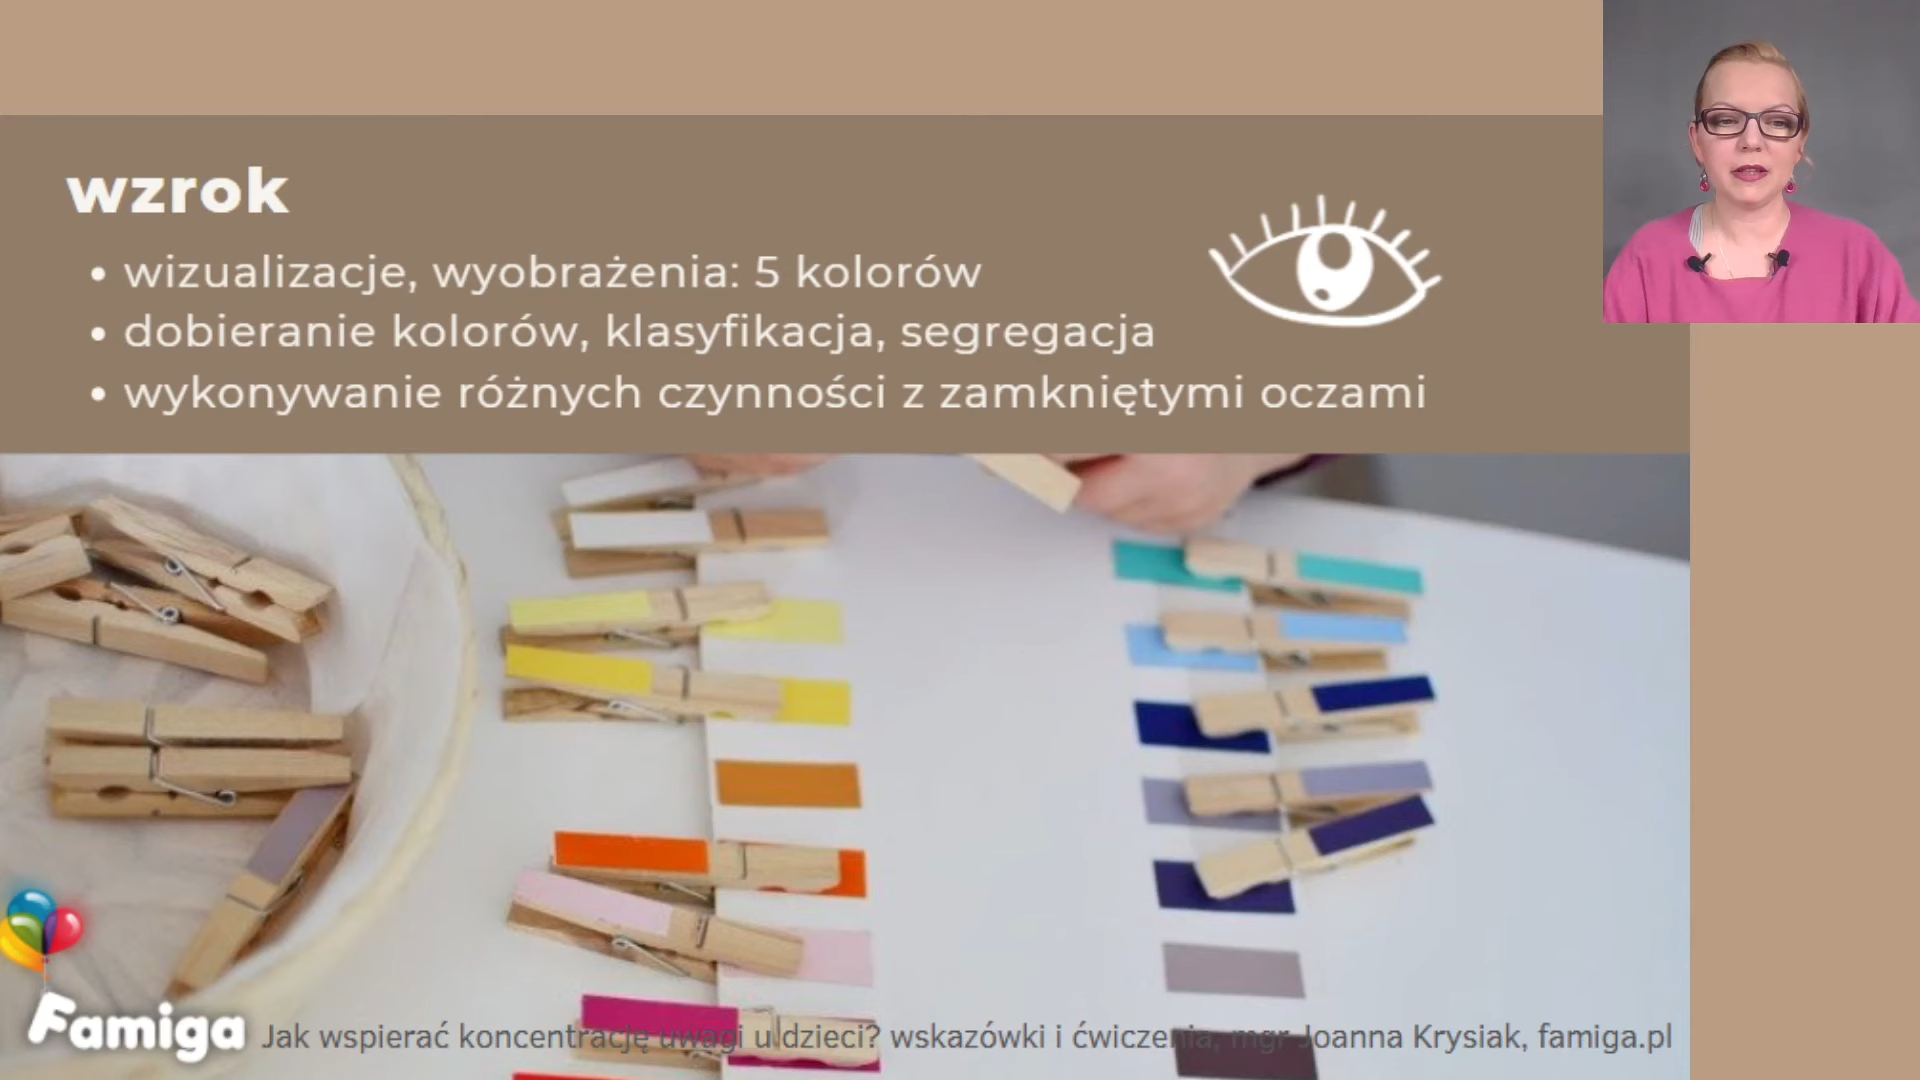 wzrok
• wizualizacje, wyobrażenia: 5 kolorów
• dobieranie kolorów, klasyfikacja, segregacja
• wykonywanie różnych czynności z zamkniętymi oczami
Famiga
Jak wspierać koncentrację uwagi u dzieci? wskazówki i ćwiczenia, mgr Joanna Krysiak, famiga.pl